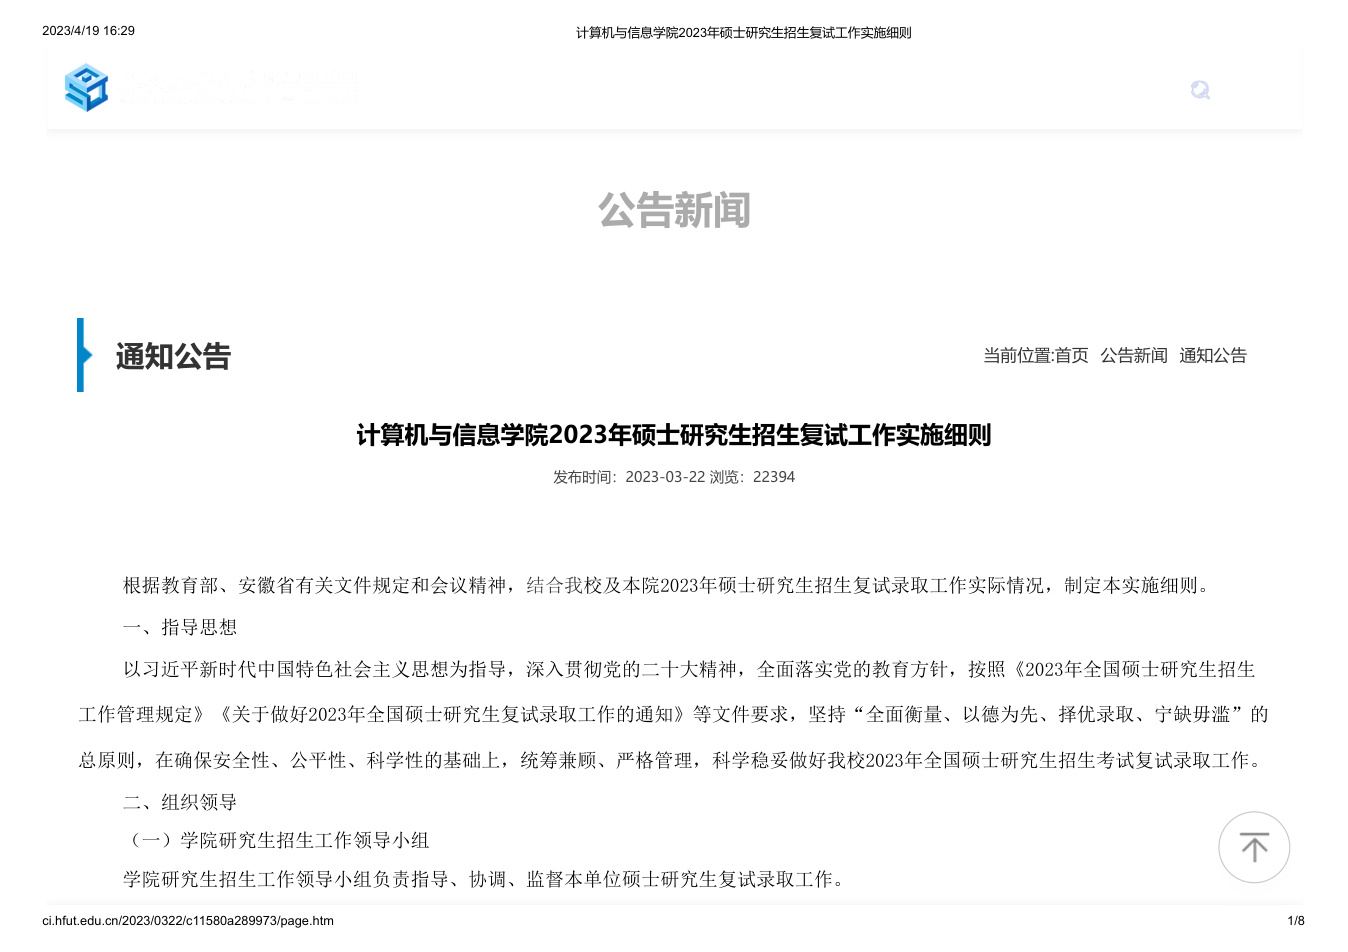 2023/4/19 16:29
计算机与信息学院2023年硕士研究生招生复试工作实施细则
公告新闻
通知公告
当前位置:首页 公告新闻 通知公告
计算机与信息学院2023年硕士研究生招生复试工作实施细则
发布时间：2023-03-22 浏览：22394
根据教育部、安徽省有关文件规定和会议精神，结合我校及本院2023年硕士研究生招生复试录取工作实际情况，制定本实施细则。
一、指导思想
以习近平新时代中国特色社会主义思想为指导，深入贯彻党的二十大精神，全面落实党的教育方针，按照《2023年全国硕士研究生招生
工作管理规定》《关于做好2023年全国硕士研究生复试录取工作的通知》等文件要求，坚持“全面衡量、以德为先、择优录取、宁缺毋滥”的
总原则，在确保安全性、公平性、科学性的基础上，统筹兼顾、严格管理，科学稳妥做好我校2023年全国硕士研究生招生考试复试录取工作。
二、组织领导
（一）学院研究生招生工作领导小组
学院研究生招生工作领导小组负责指导、协调、监督本单位硕士研究生复试录取工作。
ci.hfut.edu.cn/2023/0322/c11580a289973/page.htm
1/8